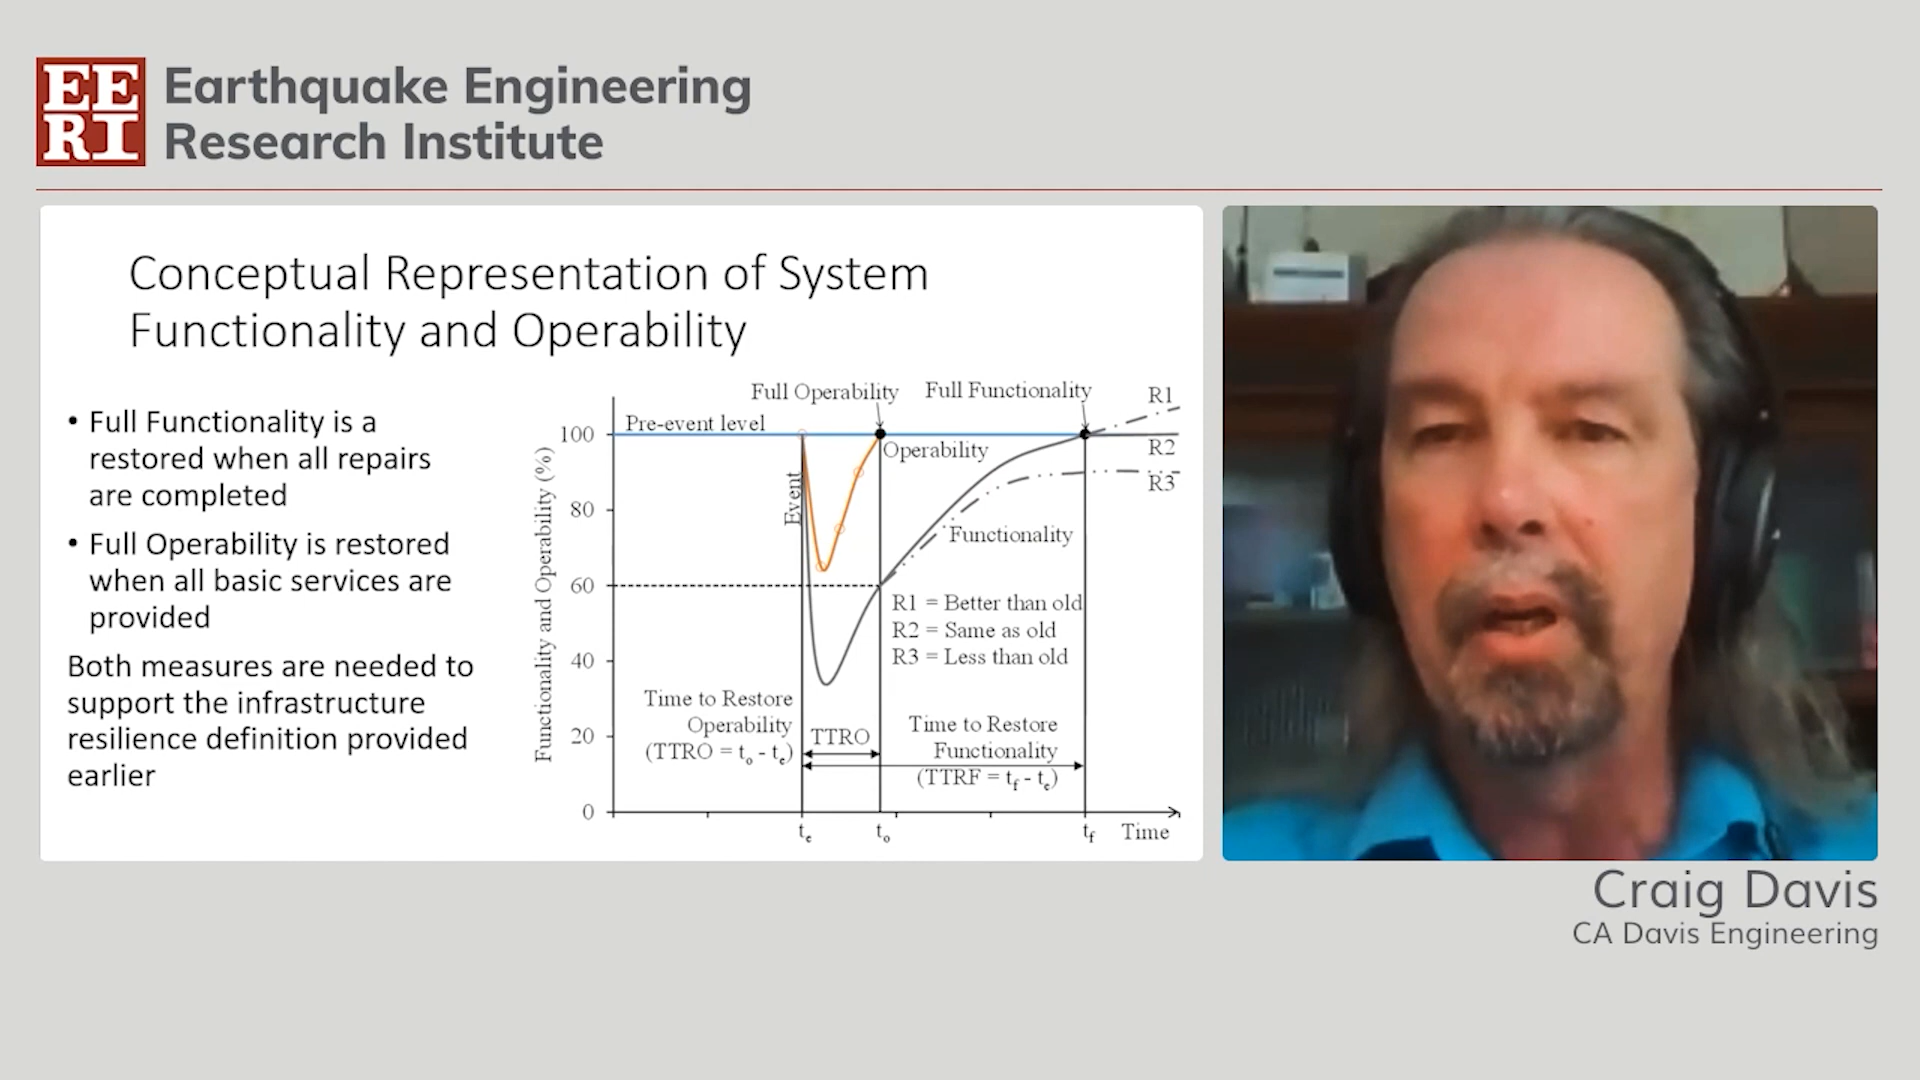 EE
RI
Earthquake Engineering
Research Institute
Conceptual Representation of System
Functionality and Operability
• Full Functionality is a
restored when all repairs
are completed
• Full Operability is restored
when all basic services are
provided
Both measures are needed to
support the infrastructure
resilience definition provided
earlier
Full Operability
Full Functionality
R1
Pre-event level
100
Operability
R2
R3
Event
80
Functionality
Functionality and Operability (%)
60
R1 = Better than old
R2 = Same as old
R3 = Less than old
40
Time to Restore
Operability
(TTRO = to - te)
TTRO
Time to Restore
Functionality
(TTRF = tf - te)
20
0
te
to
tf
Time
Craig Davis
CA Davis Engineering